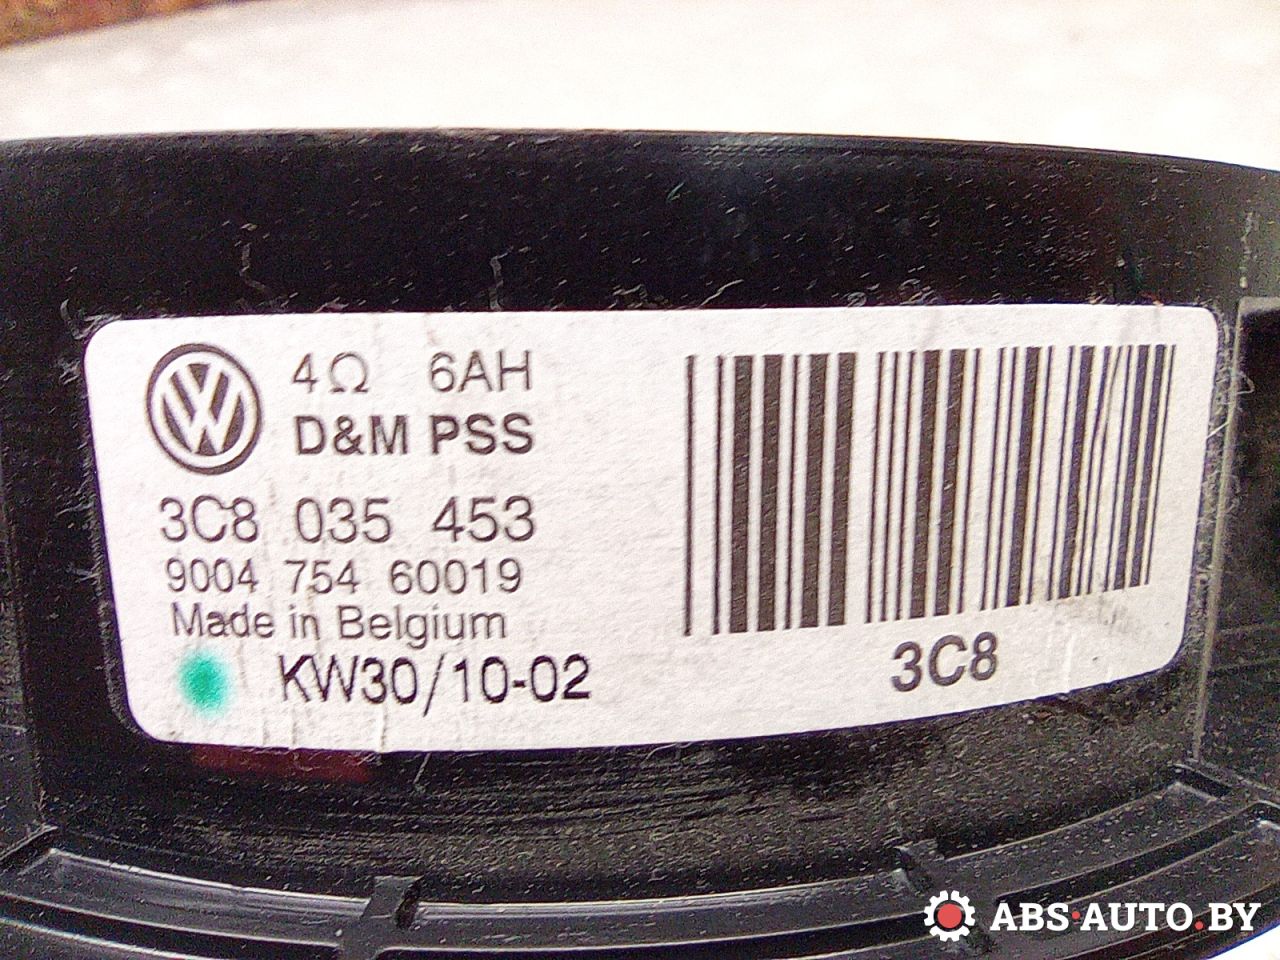 VW 4Ω 6AH
D&M PSS
3C8 035 453
9004 754 60019
Made in Belgium
KW30/10-02
3C8
ABS·AUTO.BY